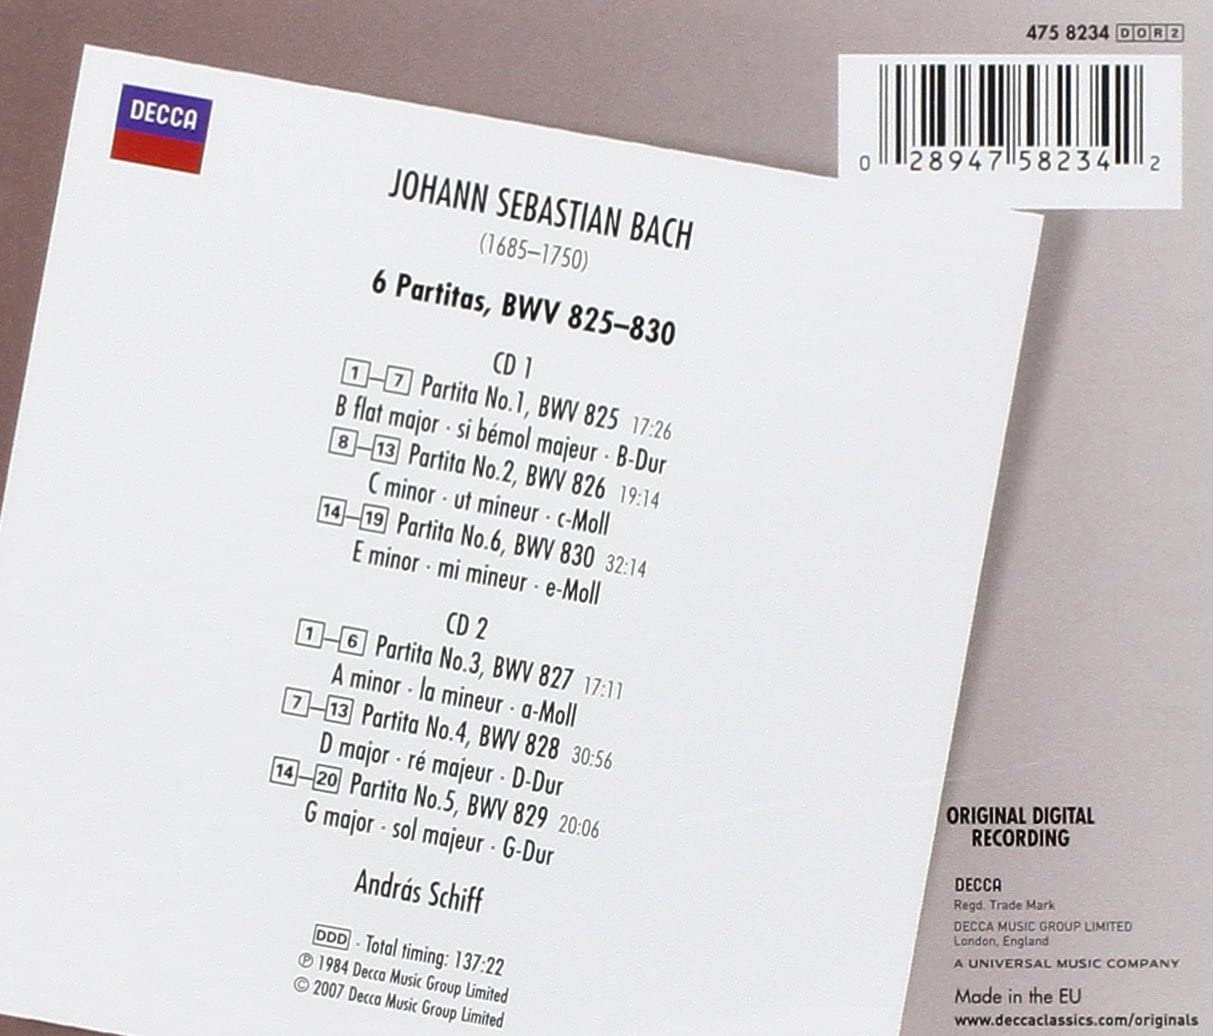 475 8234 DOR2
0 28947 58234 2
DECCA
JOHANN SEBASTIAN BACH
(1685–1750)
6 Partitas, BWV 825–830
CD 1
1–7 Partita No.1, BWV 825 17:26
B flat major · si bémol majeur · B-Dur
8–13 Partita No.2, BWV 826 19:14
C minor · ut mineur · c-Moll
14–19 Partita No.6, BWV 830 32:14
E minor · mi mineur · e-Moll
CD 2
1–6 Partita No.3, BWV 827 17:11
A minor · la mineur · a-Moll
7–13 Partita No.4, BWV 828 30:56
D major · ré majeur · D-Dur
14–20 Partita No.5, BWV 829 20:06
G major · sol majeur · G-Dur
András Schiff
DDD · Total timing: 137:22
℗ 1984 Decca Music Group Limited
© 2007 Decca Music Group Limited
ORIGINAL DIGITAL
RECORDING
DECCA
Regd. Trade Mark
DECCA MUSIC GROUP LIMITED
London, England
A UNIVERSAL MUSIC COMPANY
Made in the EU
www.deccaclassics.com/originals